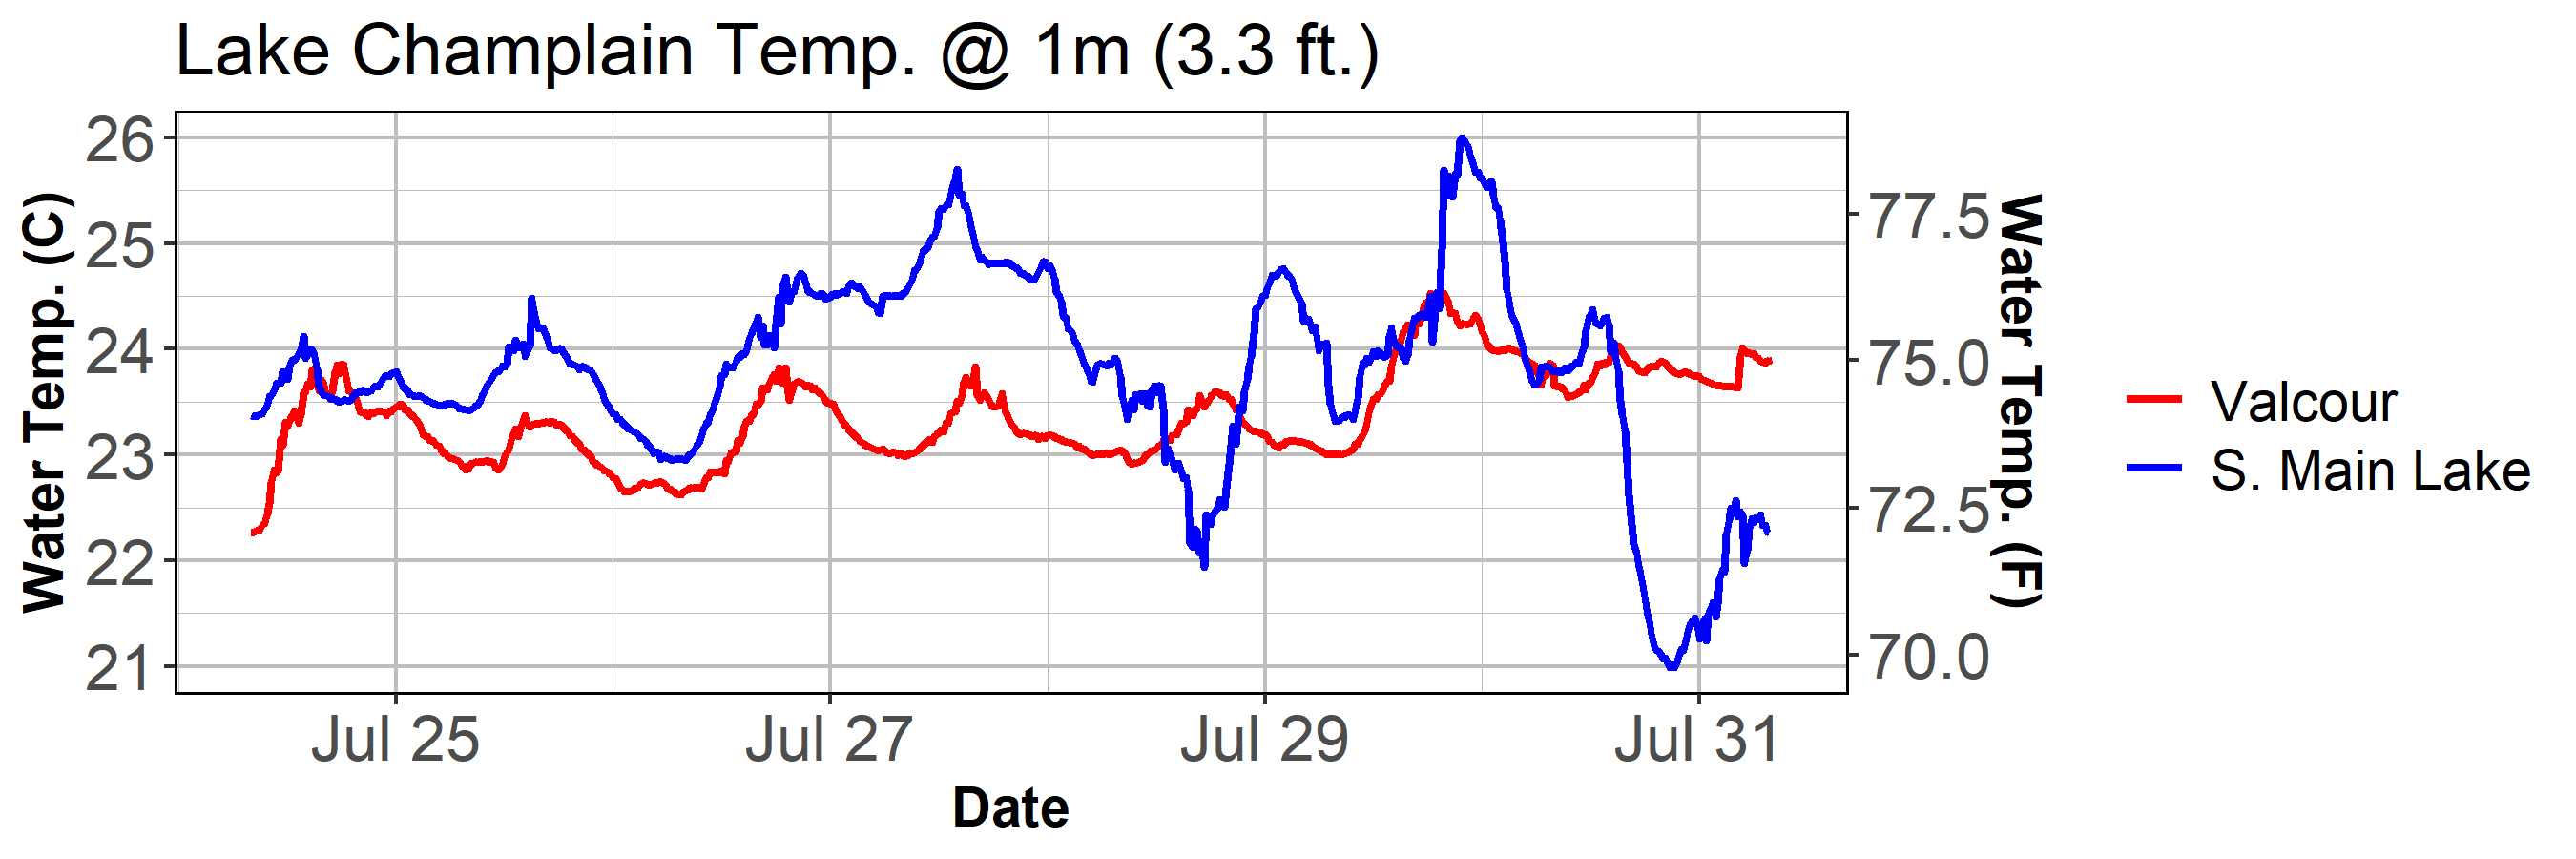 Lake Champlain Temp. @ 1m (3.3 ft.)
Water Temp. (C)
26
25
24
23
22
21
77.5
75.0
72.5
70.0
Water Temp. (F)
Jul 25
Jul 27
Jul 29
Jul 31
Date
Valcour
S. Main Lake